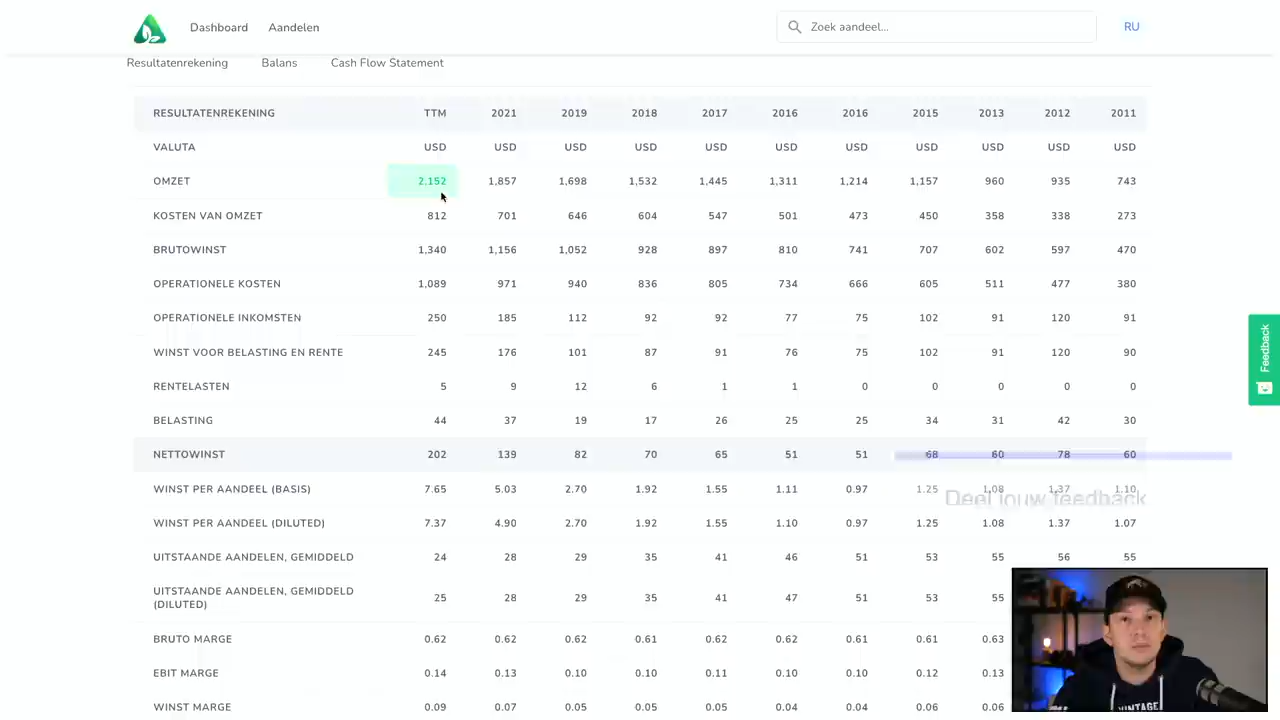 Dashboard Aandelen Zoek aandeel... RU
Resultatenrekening Balans Cash Flow Statement
RESULTATENREKENING TTM 2021 2019 2018 2017 2016 2016 2015 2013 2012 2011
VALUTA USD USD USD USD USD USD USD USD USD USD USD
OMZET 2,152 1,857 1,698 1,532 1,445 1,311 1,214 1,157 960 935 743
KOSTEN VAN OMZET 812 701 646 604 547 501 473 450 358 338 273
BRUTOWINST 1,340 1,156 1,052 928 897 810 741 707 602 597 470
OPERATIONELE KOSTEN 1,089 971 940 836 805 734 666 605 511 477 380
OPERATIONELE INKOMSTEN 250 185 112 92 92 77 75 102 91 120 91
Feedback
WINST VOOR BELASTING EN RENTE 245 176 101 87 91 76 75 102 91 120 90
RENTELASTEN 5 9 12 6 1 1 0 0 0 0 0
BELASTING 44 37 19 17 26 25 25 34 31 42 30
NETTOWINST 202 139 82 70 65 51 51 68 60 78 60
WINST PER AANDEEL (BASIS) 7.65 5.03 2.70 1.92 1.55 1.11 0.97 1.25 1.08 1.37 1.10
Deel jouw feedback
WINST PER AANDEEL (DILUTED) 7.37 4.90 2.70 1.92 1.55 1.10 0.97 1.25 1.08 1.37 1.07
UITSTAANDE AANDELEN, GEMIDDELD 24 28 29 35 41 46 51 53 55 56 55
UITSTAANDE AANDELEN, GEMIDDELD
(DILUTED) 25 28 29 35 41 47 51 53 55
BRUTO MARGE 0.62 0.62 0.62 0.61 0.62 0.62 0.61 0.61 0.63
EBIT MARGE 0.14 0.13 0.10 0.10 0.11 0.10 0.10 0.12 0.13
WINST MARGE 0.09 0.07 0.05 0.05 0.05 0.04 0.04 0.06 0.06
VINTAGE